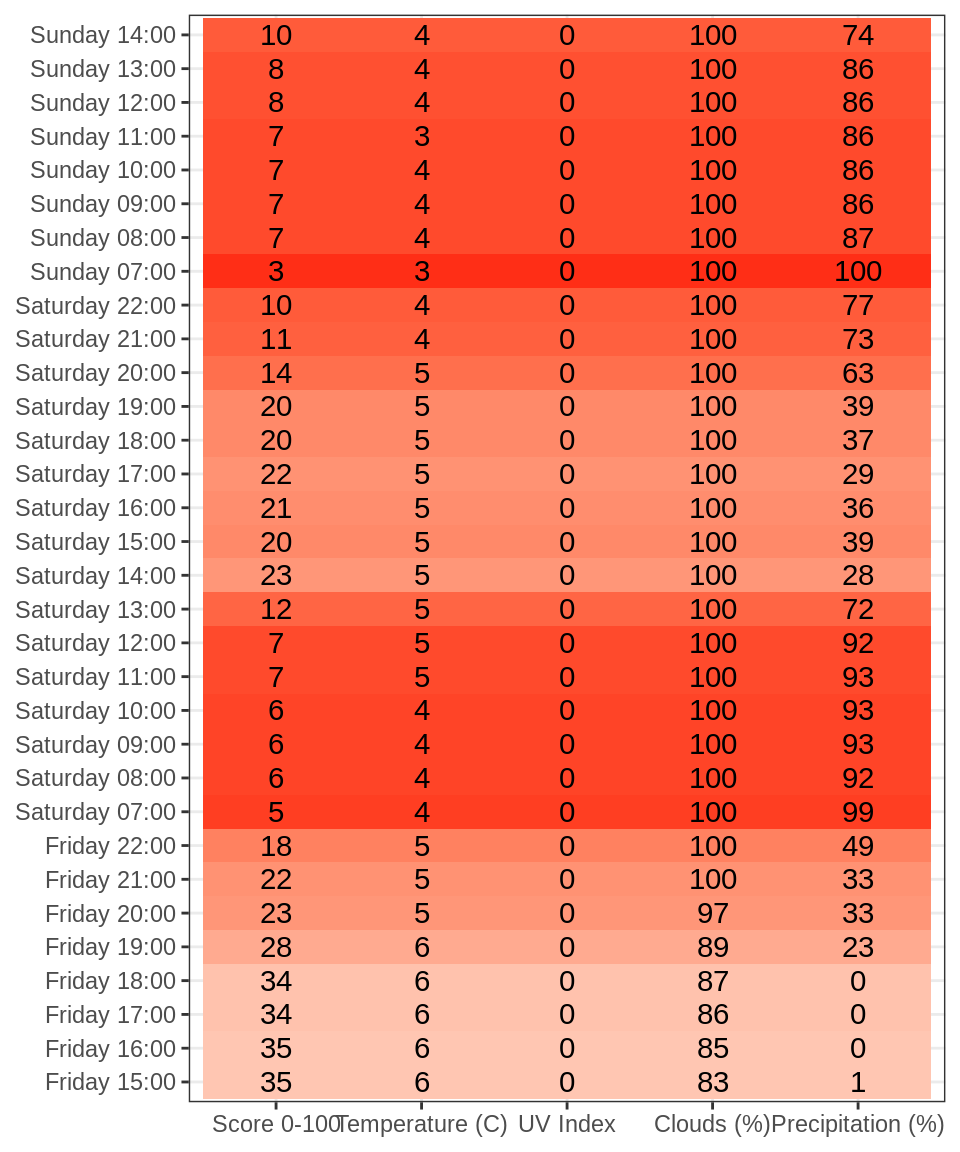 Sunday 14:00 10 4 0 100 74
Sunday 13:00 8 4 0 100 86
Sunday 12:00 8 4 0 100 86
Sunday 11:00 7 3 0 100 86
Sunday 10:00 7 4 0 100 86
Sunday 09:00 7 4 0 100 86
Sunday 08:00 7 4 0 100 87
Sunday 07:00 3 3 0 100 100
Saturday 22:00 10 4 0 100 77
Saturday 21:00 11 4 0 100 73
Saturday 20:00 14 5 0 100 63
Saturday 19:00 20 5 0 100 39
Saturday 18:00 20 5 0 100 37
Saturday 17:00 22 5 0 100 29
Saturday 16:00 21 5 0 100 36
Saturday 15:00 20 5 0 100 39
Saturday 14:00 23 5 0 100 28
Saturday 13:00 12 5 0 100 72
Saturday 12:00 7 5 0 100 92
Saturday 11:00 7 5 0 100 93
Saturday 10:00 6 4 0 100 93
Saturday 09:00 6 4 0 100 93
Saturday 08:00 6 4 0 100 92
Saturday 07:00 5 4 0 100 99
Friday 22:00 18 5 0 100 49
Friday 21:00 22 5 0 100 33
Friday 20:00 23 5 0 97 33
Friday 19:00 28 6 0 89 23
Friday 18:00 34 6 0 87 0
Friday 17:00 34 6 0 86 0
Friday 16:00 35 6 0 85 0
Friday 15:00 35 6 0 83 1
Score 0-100 Temperature (C) UV Index Clouds (%) Precipitation (%)